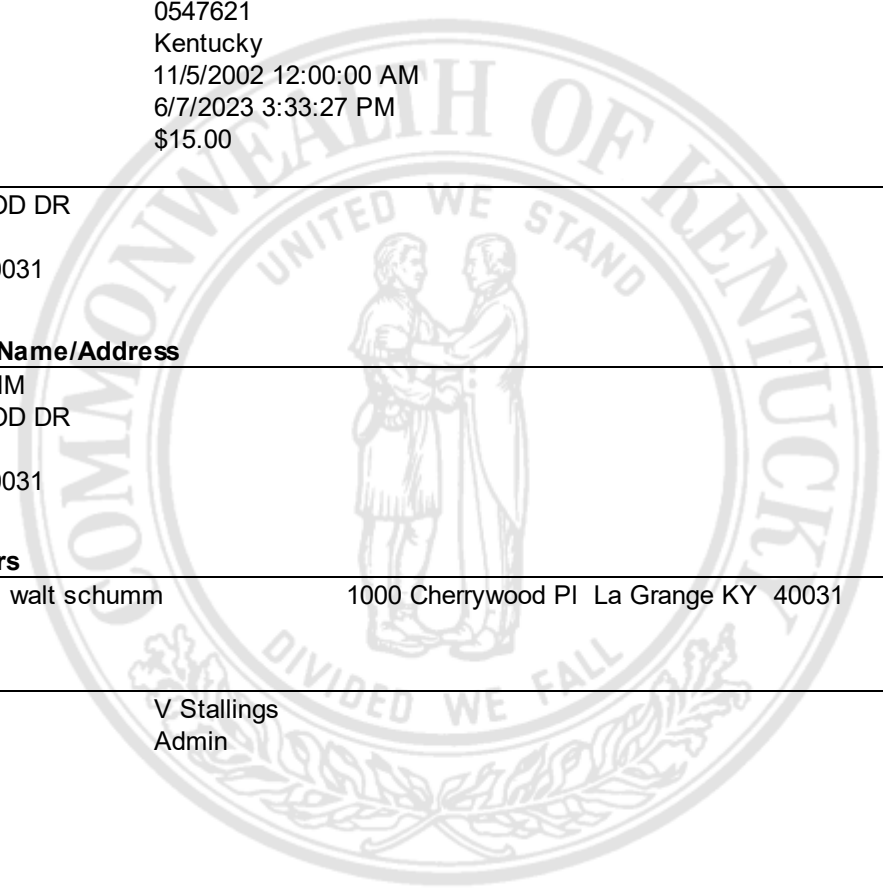 0547621
Kentucky
11/5/2002 12:00:00 AM
6/7/2023 3:33:27 PM
$15.00
OD DR
0031
Name/Address
MM
OD DR
0031
rs
walt schumm 1000 Cherrywood Pl La Grange KY 40031
V Stallings
Admin
COMMONWEALTH OF KENTUCKY
UNITED WE STAND
DIVIDED WE FALL